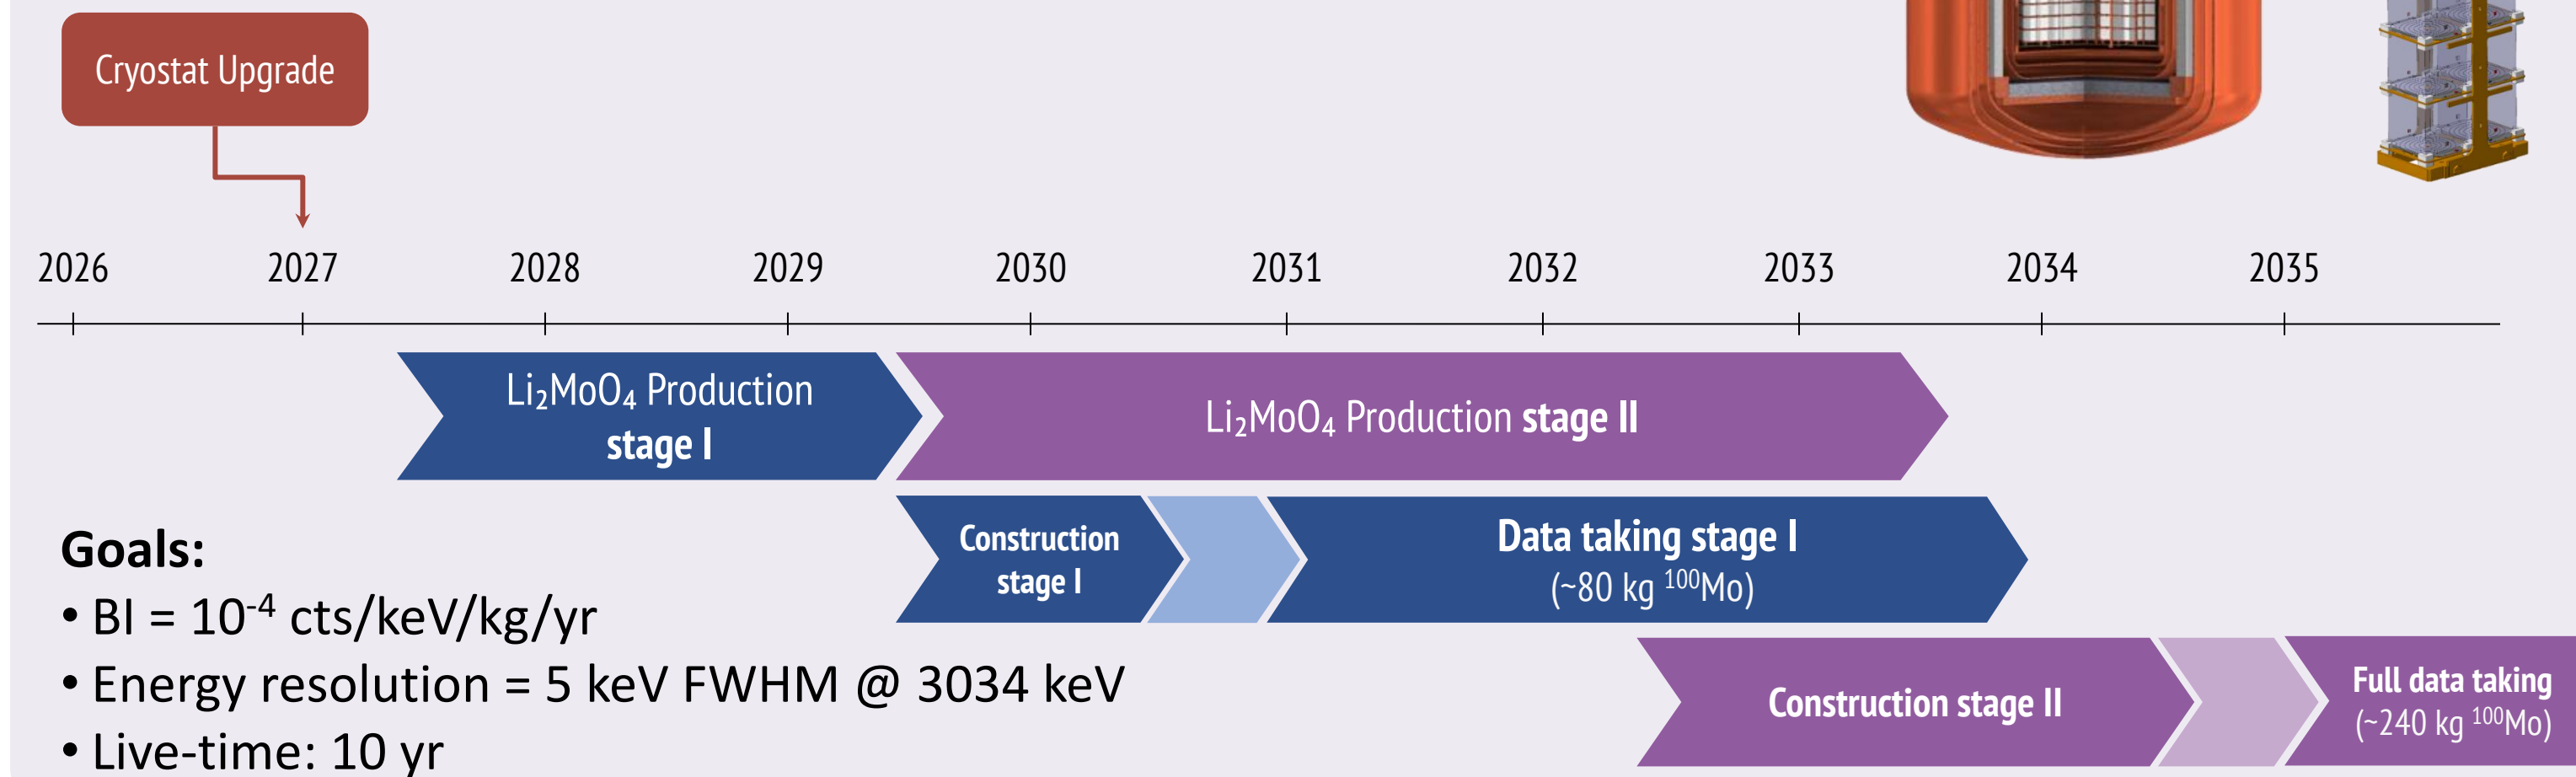 Cryostat Upgrade
2026 2027 2028 2029 2030 2031 2032 2033 2034 2035
Li₂MoO₄ Production
stage I
Li₂MoO₄ Production stage II
Construction
stage I
Data taking stage I
(~80 kg ¹⁰⁰Mo)
Construction stage II
Full data taking
(~240 kg ¹⁰⁰Mo)
Goals:
• BI = 10⁻⁴ cts/keV/kg/yr
• Energy resolution = 5 keV FWHM @ 3034 keV
• Live-time: 10 yr